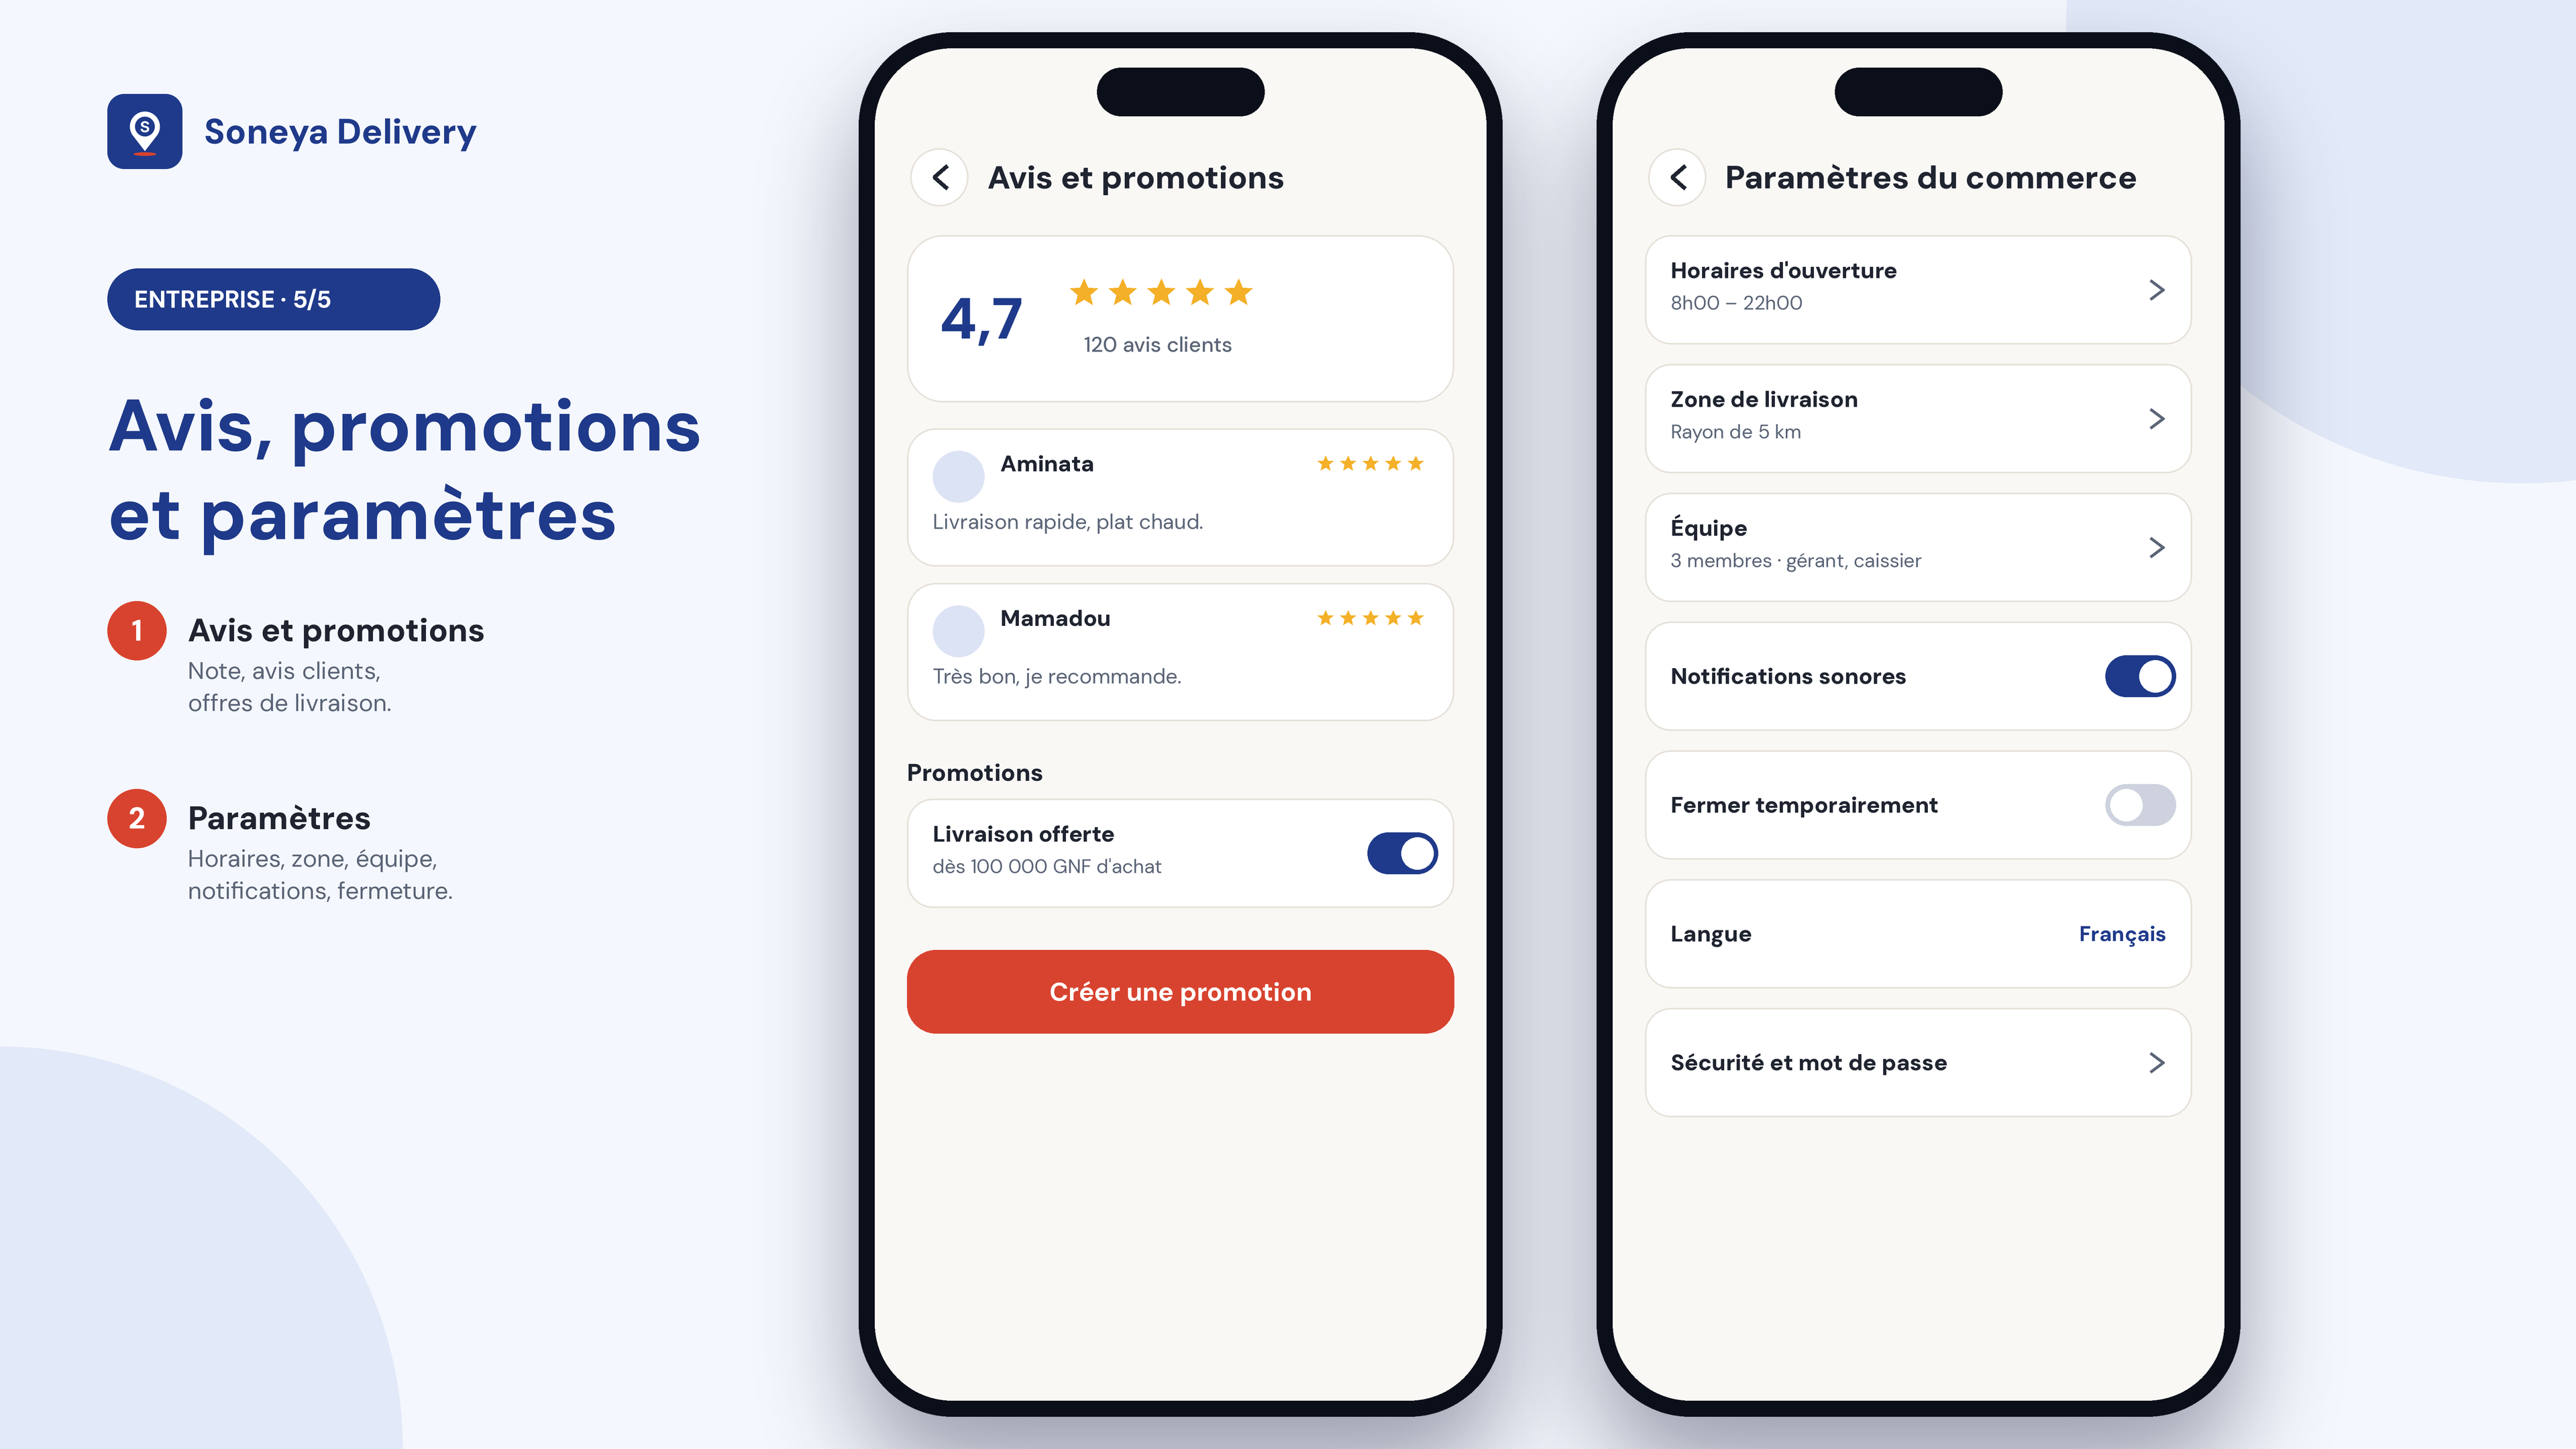 S
Soneya Delivery
ENTREPRISE · 5/5
Avis, promotions
et paramètres
1
Avis et promotions
Note, avis clients,
offres de livraison.
2
Paramètres
Horaires, zone, équipe,
notifications, fermeture.
Avis et promotions
4,7
120 avis clients
Aminata
Livraison rapide, plat chaud.
Mamadou
Très bon, je recommande.
Promotions
Livraison offerte
dès 100 000 GNF d'achat
Créer une promotion
Paramètres du commerce
Horaires d'ouverture
8h00 – 22h00
Zone de livraison
Rayon de 5 km
Équipe
3 membres · gérant, caissier
Notifications sonores
Fermer temporairement
Langue
Français
Sécurité et mot de passe